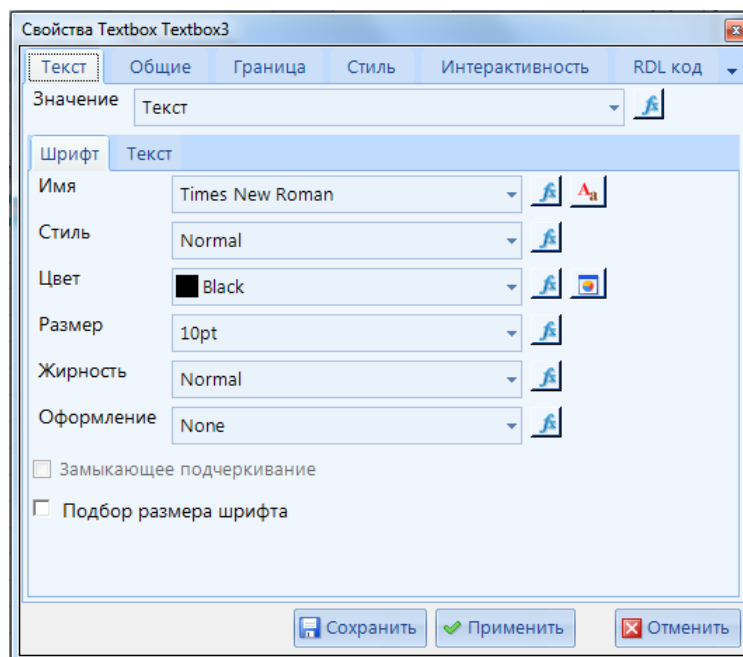 Свойства Textbox Textbox3
Текст Общие Граница Стиль Интерактивность RDL код
Значение Текст
Шрифт Текст
Имя Times New Roman
Стиль Normal
Цвет Black
Размер 10pt
Жирность Normal
Оформление None
Замыкающее подчеркивание
Подбор размера шрифта
Сохранить Применить Отменить